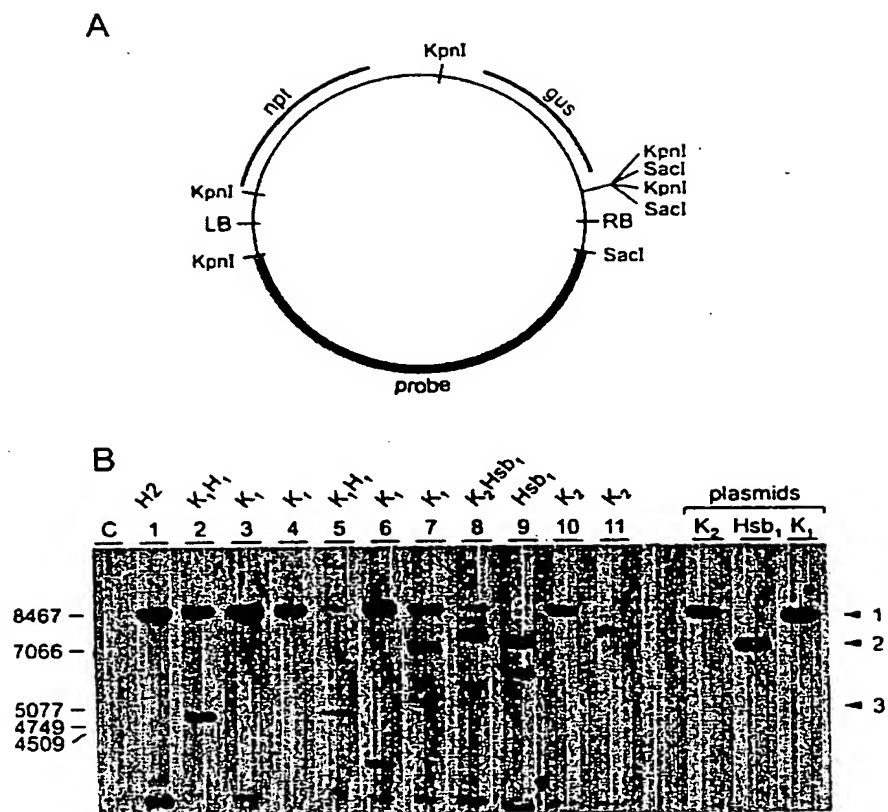 A
KpnI
npt
gus
KpnI
SacI
KpnI
SacI
KpnI
LB
RB
KpnI
SacI
probe
B
H2 K₁H₁ K₁ K₁ K₁H₁ K₁ K₁ K₂Hsb₁ Hsb₁ K₂ K₂ plasmids
C 1 2 3 4 5 6 7 8 9 10 11 K₂ Hsb₁ K₁
8467 1
7066 2
5077 3
4749
4509